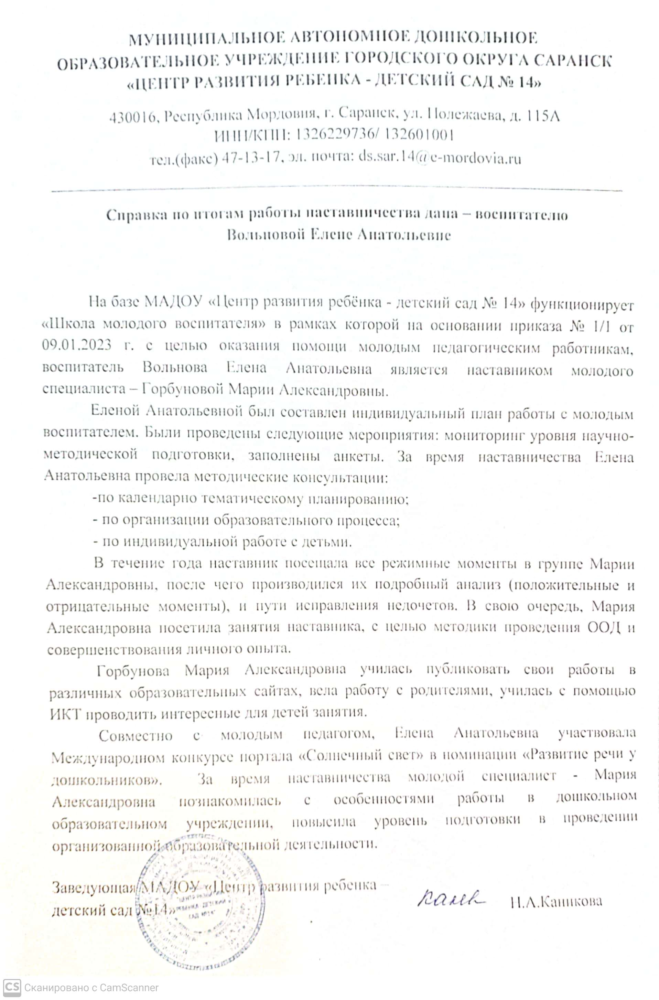 МУНИЦИПАЛЬНОЕ АВТОНОМНОЕ ДОШКОЛЬНОЕ
ОБРАЗОВАТЕЛЬНОЕ УЧРЕЖДЕНИЕ ГОРОДСКОГО ОКРУГА САРАНСК
«ЦЕНТР РАЗВИТИЯ РЕБЕНКА - ДЕТСКИЙ САД № 14»
430016, Республика Мордовия, г. Саранск, ул. Полежаева, д. 115А
ИНН/КПП: 1326229736/ 132601001
тел.(факс) 47-13-17, эл. почта: ds.sar.14@e-mordovia.ru
Справка по итогам работы наставничества дана – воспитателю
Вольновой Елене Анатольевне
На базе МАДОУ «Центр развития ребёнка - детский сад № 14» функционирует
«Школа молодого воспитателя» в рамках которой на основании приказа № 1/1 от
09.01.2023 г. с целью оказания помощи молодым педагогическим работникам,
воспитатель Вольнова Елена Анатольевна является наставником молодого
специалиста – Горбуновой Марии Александровны.
Еленой Анатольевной был составлен индивидуальный план работы с молодым
воспитателем. Были проведены следующие мероприятия: мониторинг уровня научно-
методической подготовки, заполнены анкеты. За время наставничества Елена
Анатольевна провела методические консультации:
-по календарно тематическому планированию;
- по организации образовательного процесса;
- по индивидуальной работе с детьми.
В течение года наставник посещала все режимные моменты в группе Марии
Александровны, после чего производился их подробный анализ (положительные и
отрицательные моменты), и пути исправления недочетов. В свою очередь, Мария
Александровна посетила занятия наставника, с целью методики проведения ООД и
совершенствования личного опыта.
Горбунова Мария Александровна училась публиковать свои работы в
различных образовательных сайтах, вела работу с родителями, училась с помощью
ИКТ проводить интересные для детей занятия.
Совместно с молодым педагогом, Елена Анатольевна участвовала
Международном конкурсе портала «Солнечный свет» в номинации «Развитие речи у
дошкольников». За время наставничества молодой специалист - Мария
Александровна познакомилась с особенностями работы в дошкольном
образовательном учреждении, повысила уровень подготовки в проведении
организованной образовательной деятельности.
Заведующая МАДОУ «Центр развития ребенка –
детский сад №14»
Н.А.Каникова
CS Сканировано с CamScanner